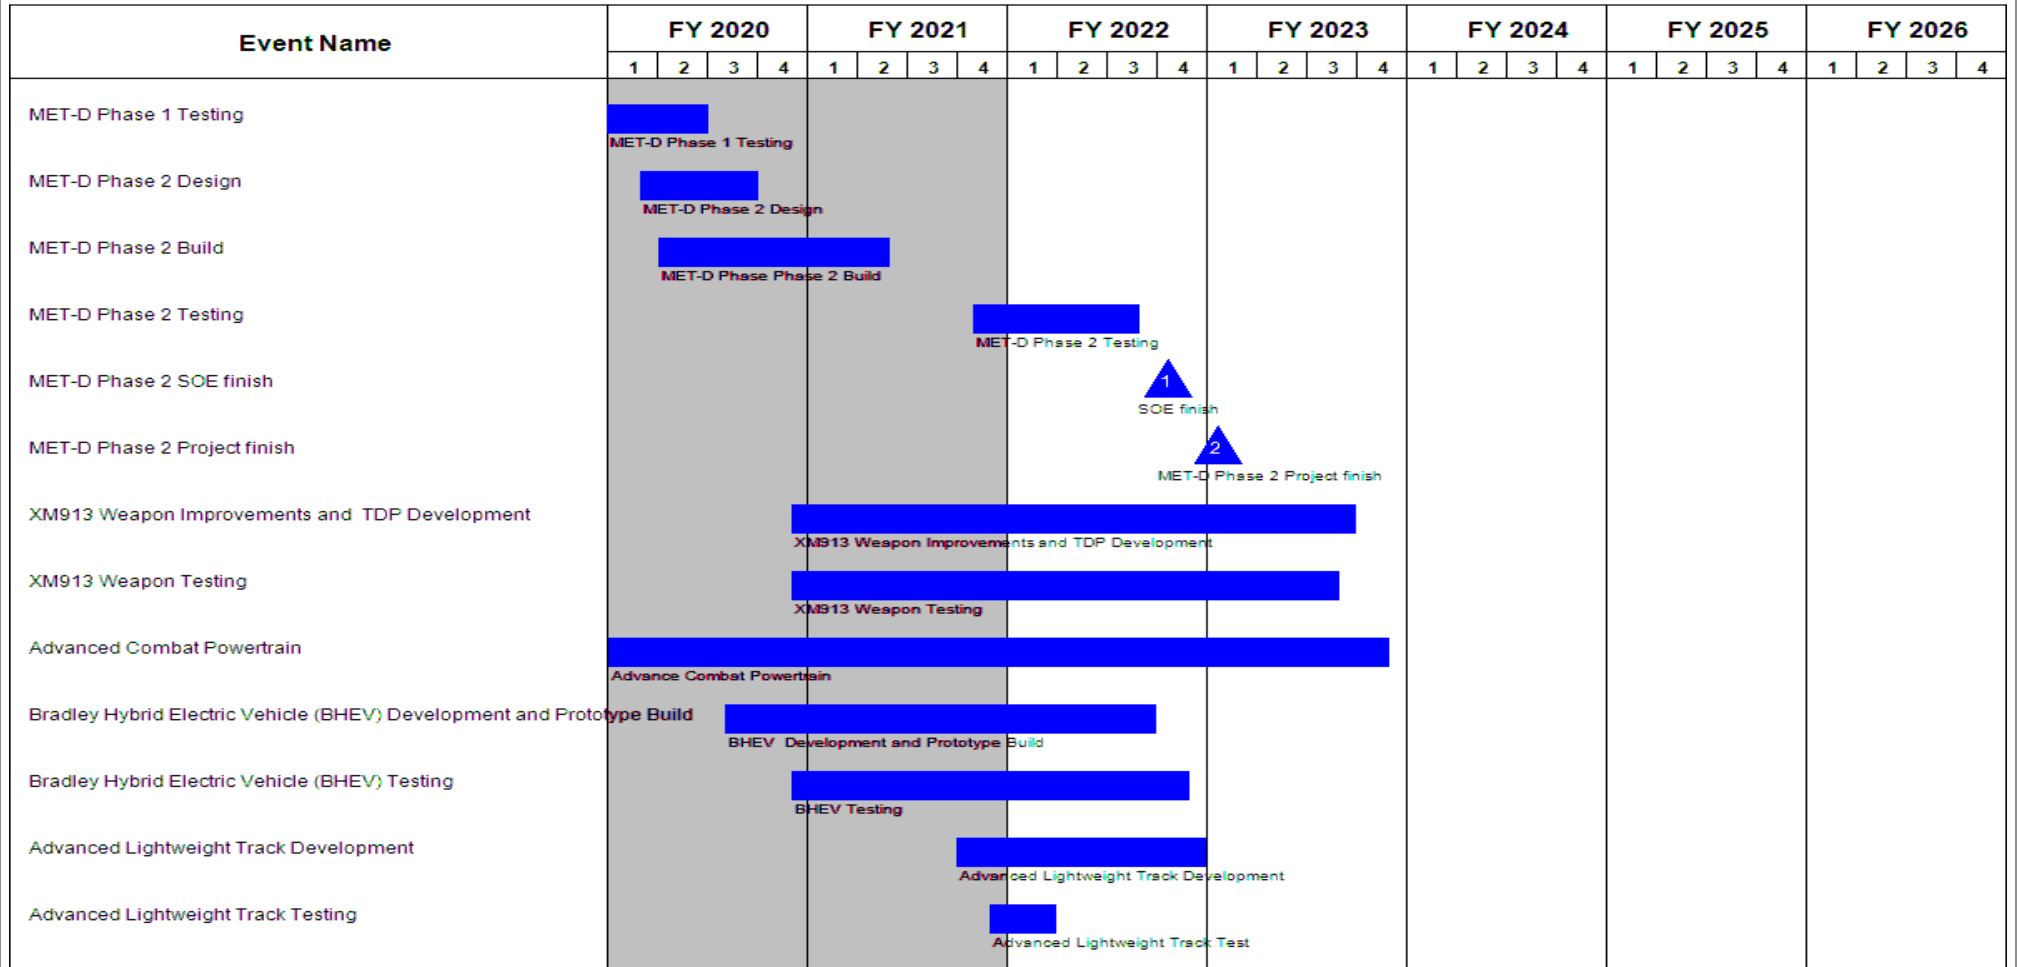 Event Name FY 2020 FY 2021 FY 2022 FY 2023 FY 2024 FY 2025 FY 2026
1 2 3 4 1 2 3 4 1 2 3 4 1 2 3 4 1 2 3 4 1 2 3 4 1 2 3 4
MET-D Phase 1 Testing
MET-D Phase 1 Testing
MET-D Phase 2 Design
MET-D Phase 2 Design
MET-D Phase 2 Build
MET-D Phase Phase 2 Build
MET-D Phase 2 Testing
MET-D Phase 2 Testing
MET-D Phase 2 SOE finish 1
SOE finish
MET-D Phase 2 Project finish 2
MET-D Phase 2 Project finish
XM913 Weapon Improvements and TDP Development
XM913 Weapon Improvements and TDP Development
XM913 Weapon Testing
XM913 Weapon Testing
Advanced Combat Powertrain
Advance Combat Powertrain
Bradley Hybrid Electric Vehicle (BHEV) Development and Prototype Build
BHEV Development and Prototype Build
Bradley Hybrid Electric Vehicle (BHEV) Testing
BHEV Testing
Advanced Lightweight Track Development
Advanced Lightweight Track Development
Advanced Lightweight Track Testing
Advanced Lightweight Track Test